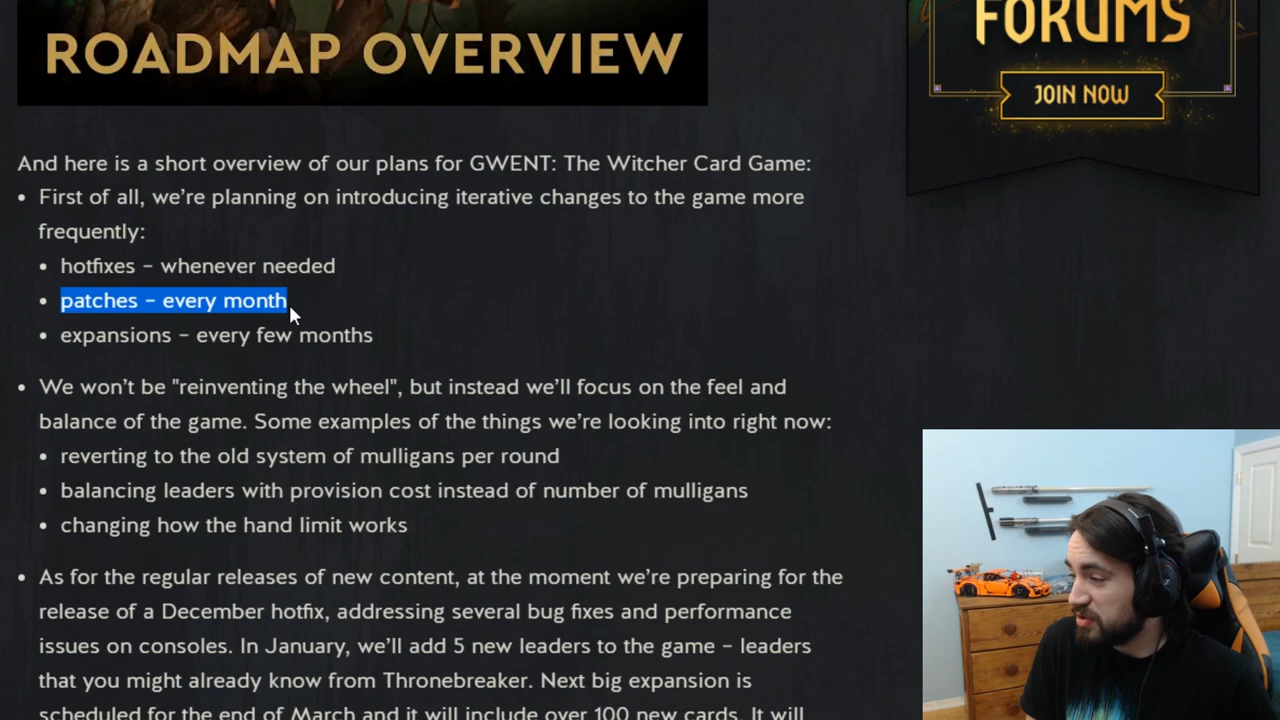 ROADMAP OVERVIEW
FORUMS
JOIN NOW
And here is a short overview of our plans for GWENT: The Witcher Card Game:
• First of all, we’re planning on introducing iterative changes to the game more
frequently:
• hotfixes – whenever needed
• patches – every month
• expansions – every few months
• We won’t be "reinventing the wheel", but instead we’ll focus on the feel and
balance of the game. Some examples of the things we’re looking into right now:
• reverting to the old system of mulligans per round
• balancing leaders with provision cost instead of number of mulligans
• changing how the hand limit works
• As for the regular releases of new content, at the moment we’re preparing for the
release of a December hotfix, addressing several bug fixes and performance
issues on consoles. In January, we’ll add 5 new leaders to the game – leaders
that you might already know from Thronebreaker. Next big expansion is
scheduled for the end of March and it will include over 100 new cards. It will